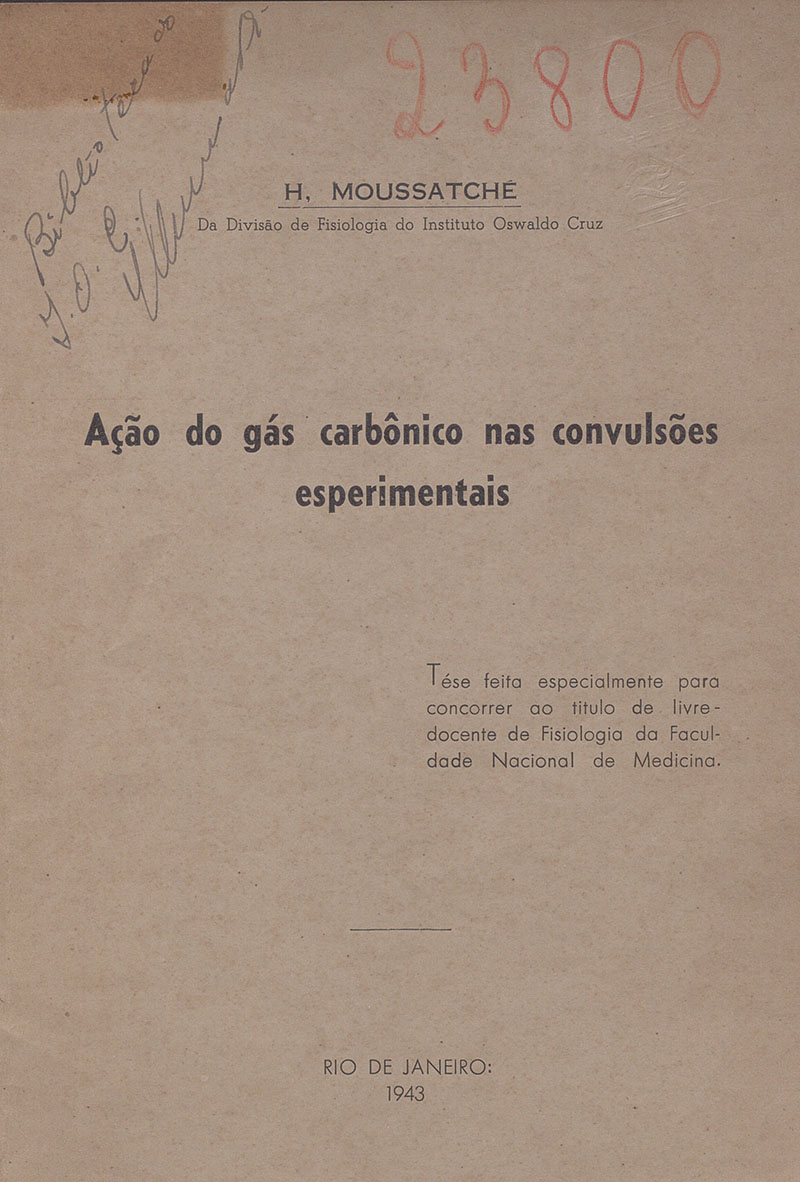 23800
H. MOUSSATCHÉ
Da Divisão de Fisiologia do Instituto Oswaldo Cruz
Ação do gás carbônico nas convulsões
esperimentais
Tése feita especialmente para
concorrer ao titulo de livre-
docente de Fisiologia da Facul-
dade Nacional de Medicina.
RIO DE JANEIRO:
1943